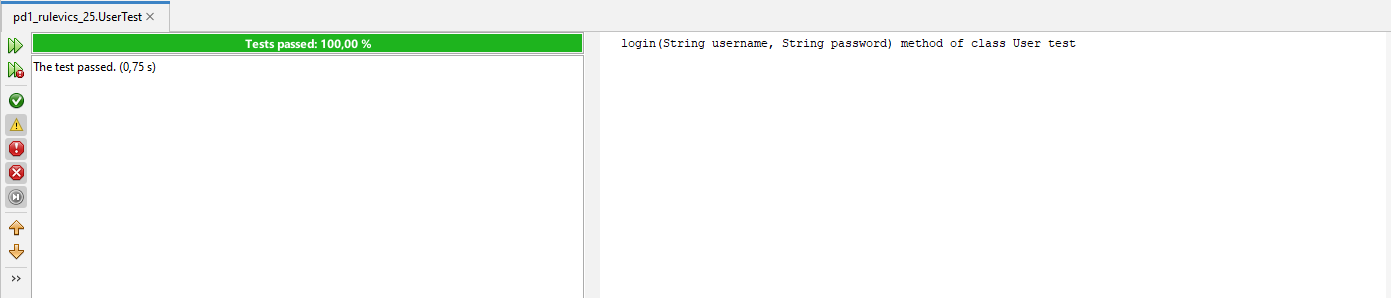 pd1_rulevics_25.UserTest
Tests passed: 100,00 %
login(String username, String password) method of class User test
The test passed. (0,75 s)